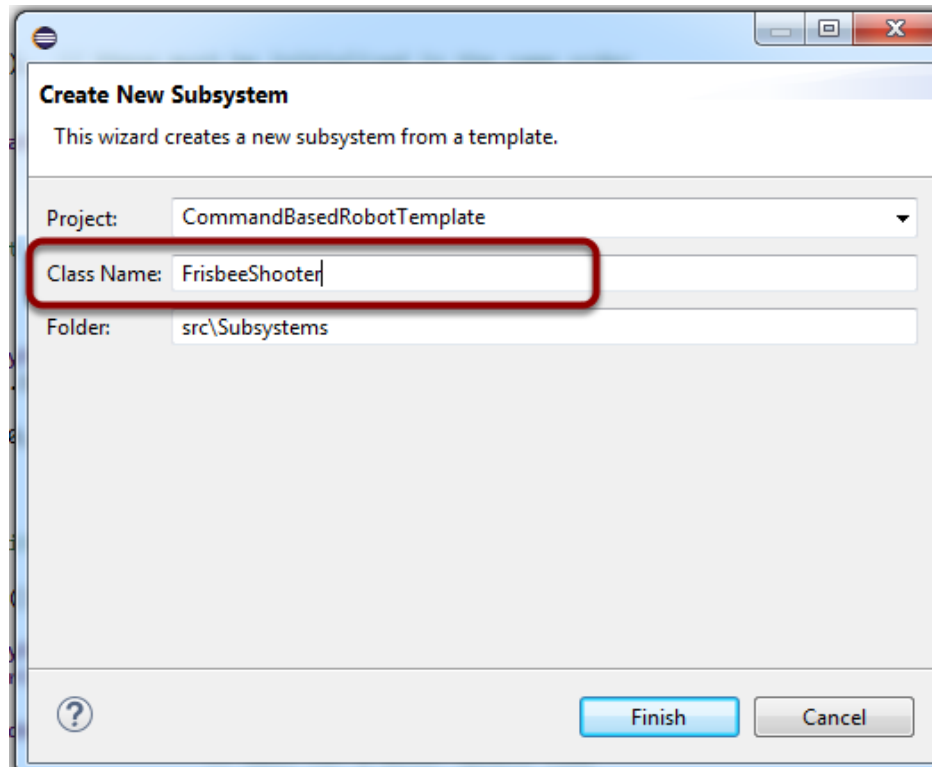 Create New Subsystem
This wizard creates a new subsystem from a template.
Project: CommandBasedRobotTemplate
Class Name: FrisbeeShooter
Folder: src\Subsystems
? Finish Cancel